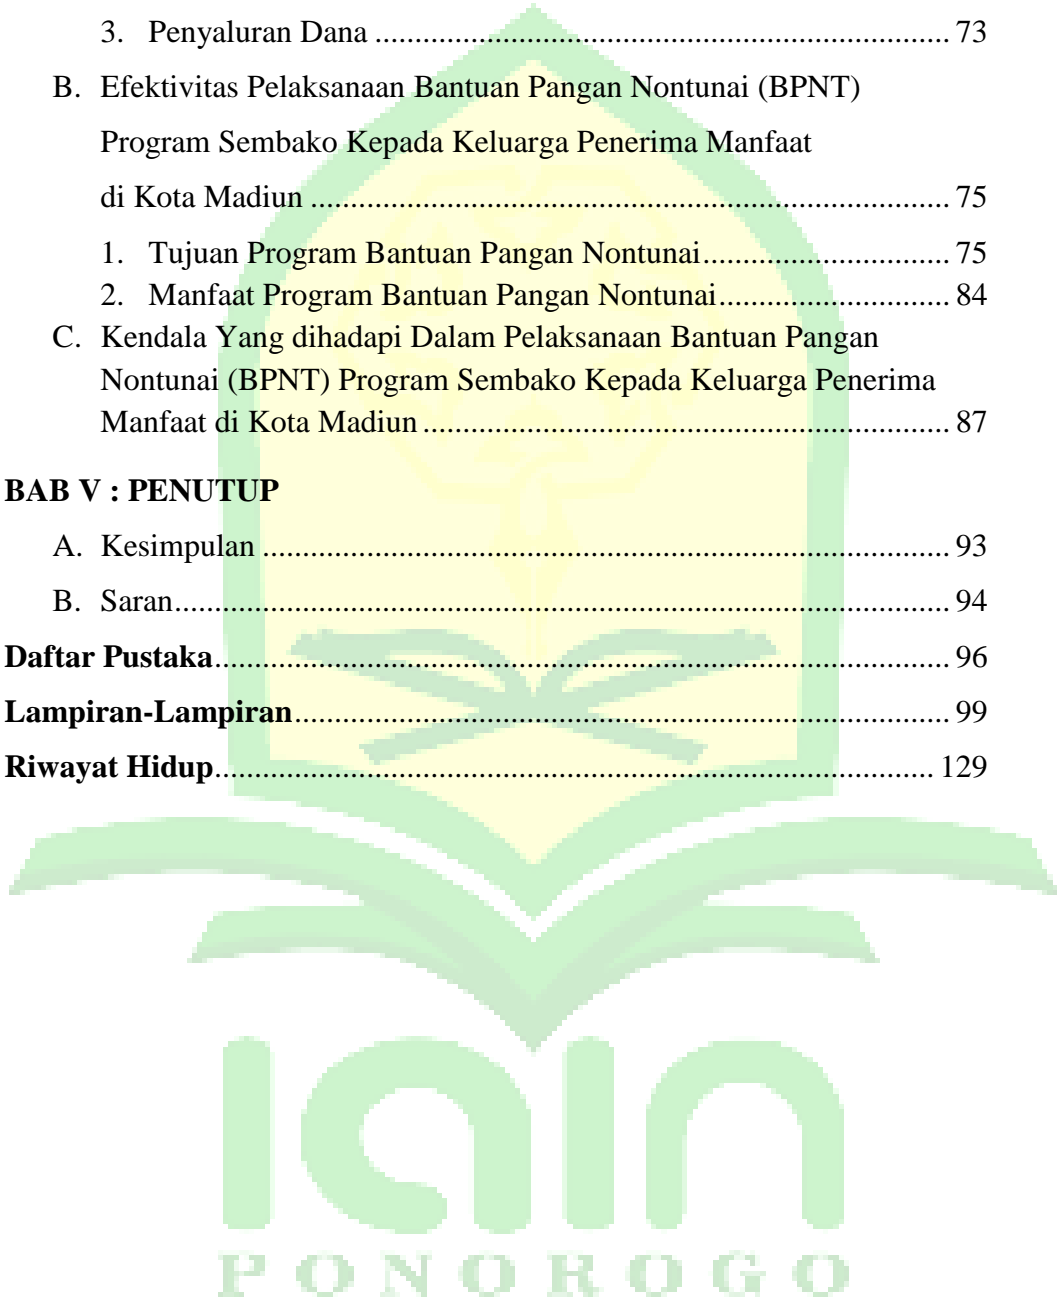 3. Penyaluran Dana ........................................................................ 73
B. Efektivitas Pelaksanaan Bantuan Pangan Nontunai (BPNT)
Program Sembako Kepada Keluarga Penerima Manfaat
di Kota Madiun ................................................................................ 75
1. Tujuan Program Bantuan Pangan Nontunai............................... 75
2. Manfaat Program Bantuan Pangan Nontunai............................. 84
C. Kendala Yang dihadapi Dalam Pelaksanaan Bantuan Pangan
Nontunai (BPNT) Program Sembako Kepada Keluarga Penerima
Manfaat di Kota Madiun .................................................................. 87
BAB V : PENUTUP
A. Kesimpulan ...................................................................................... 93
B. Saran................................................................................................. 94
Daftar Pustaka............................................................................................ 96
Lampiran-Lampiran.................................................................................. 99
Riwayat Hidup.......................................................................................... 129
iain
PONOROGO